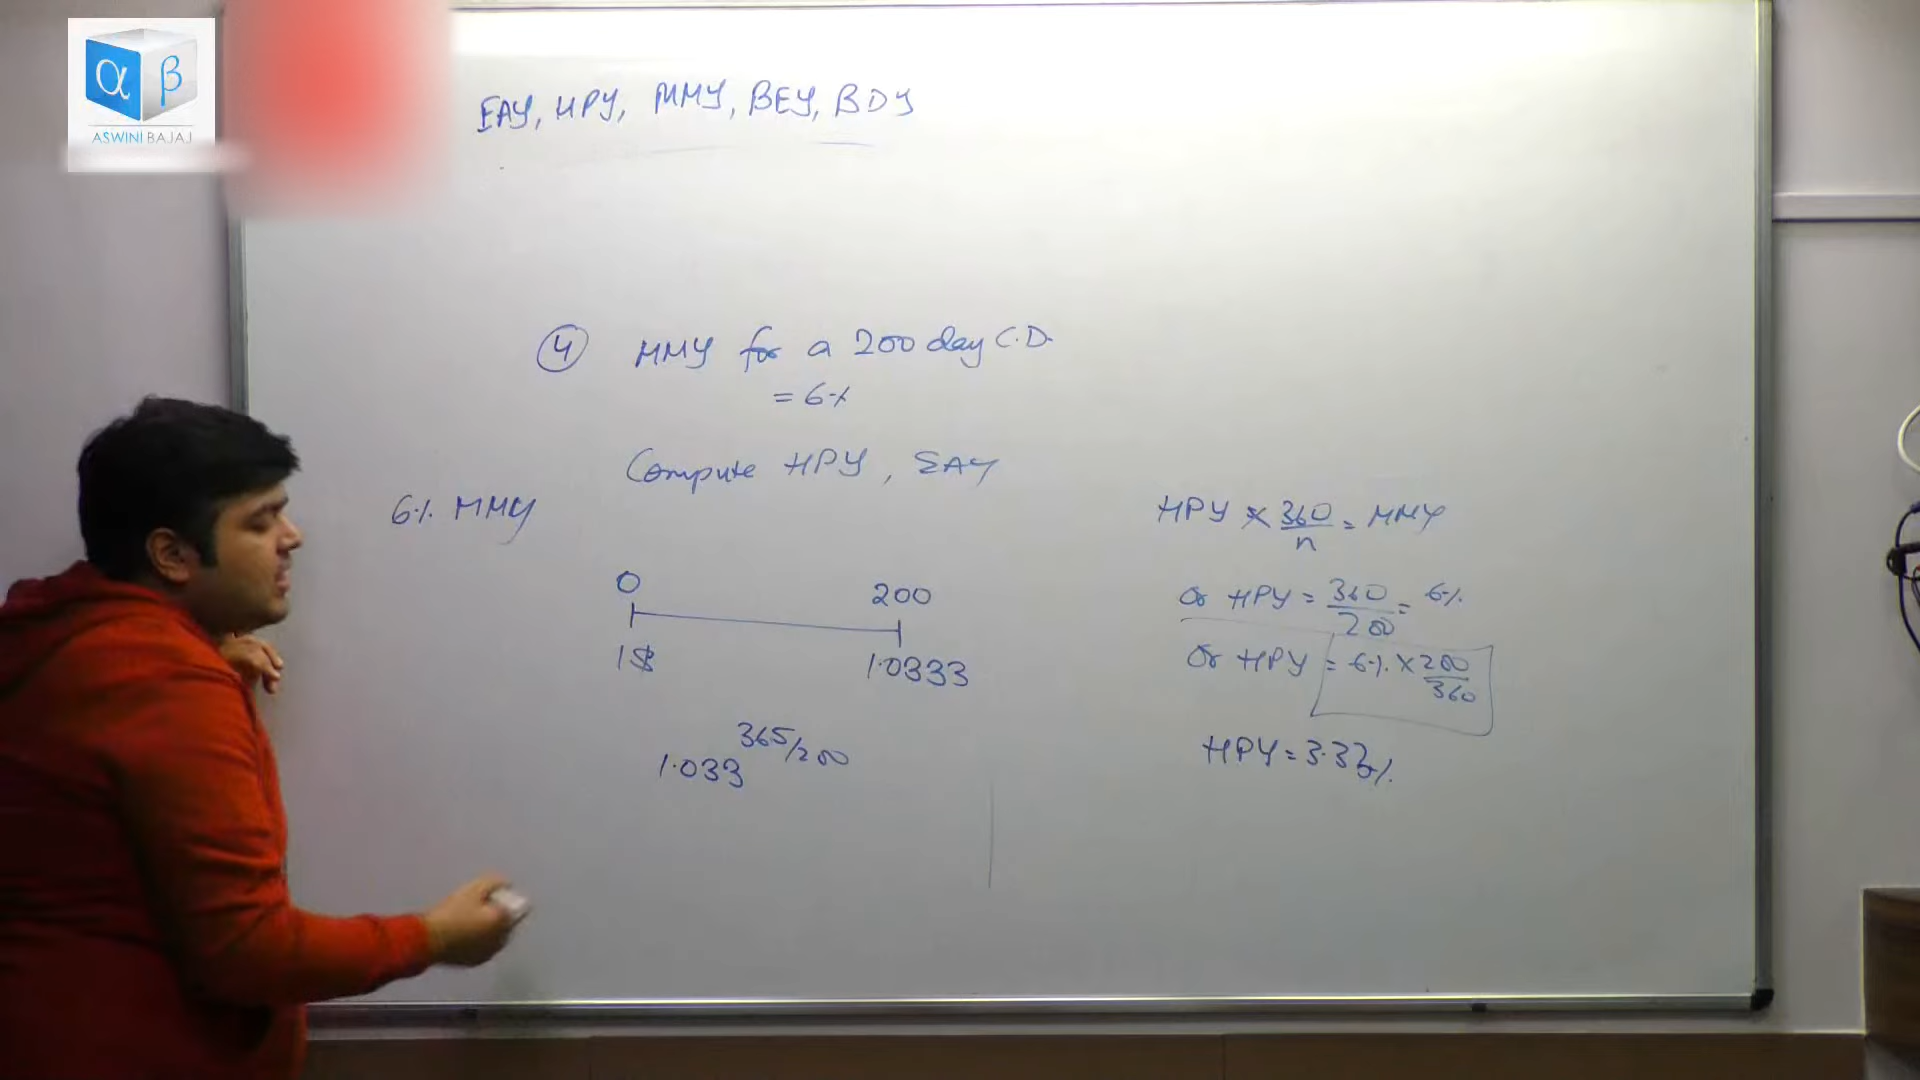 α β
ASWINI BAJAJ
EAY, HPY, MMY, BEY, BDY
4 MMY for a 200 day C.D.
= 6%
Compute HPY, EAY
6% MMY
0 200
1$ 1.0333
1.033^365/200
HPY × 360/n = MMY
Or HPY = 360/200 = 6%
Or HPY = 6% × 200/360
HPY = 3.33%